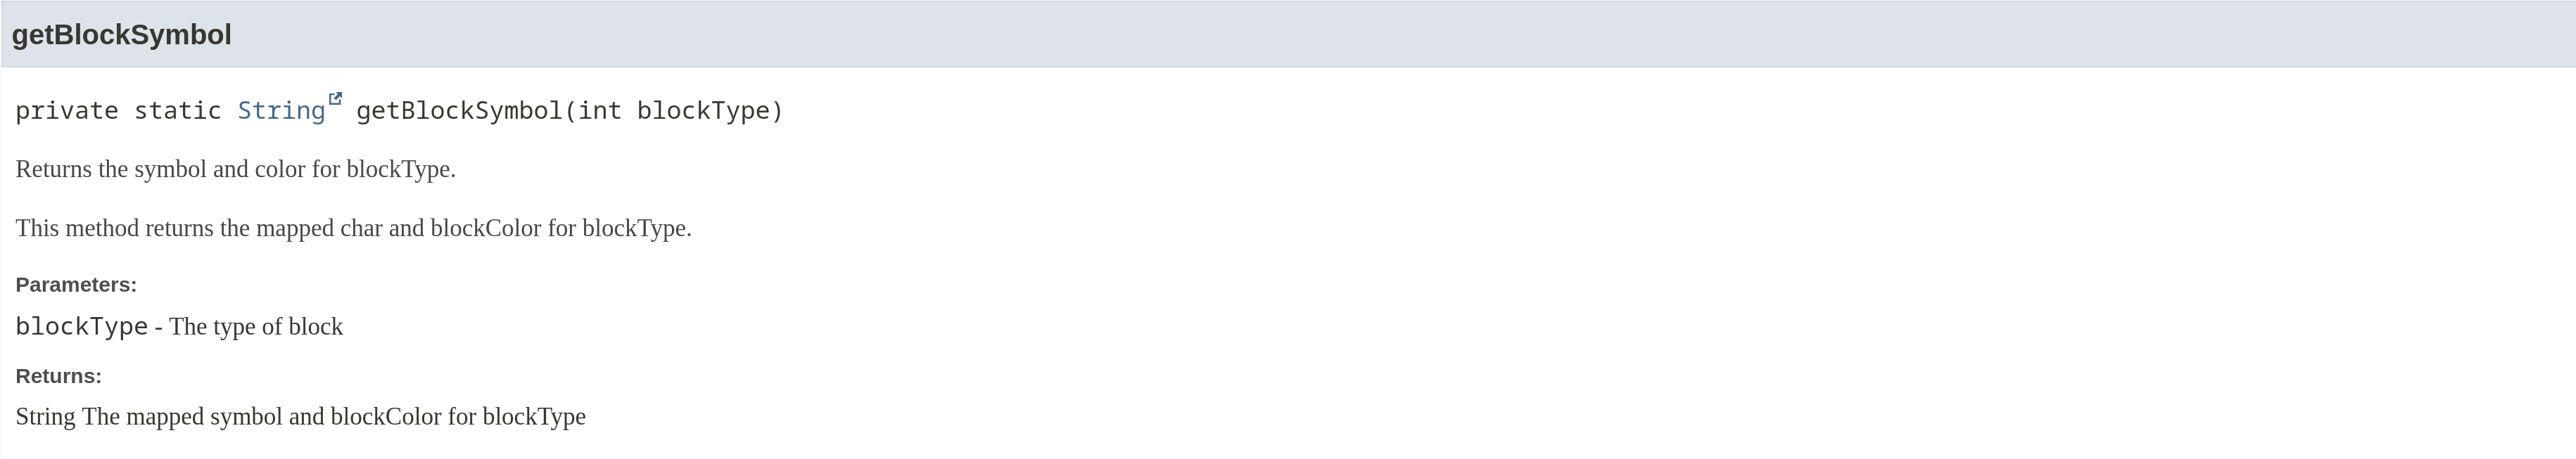 getBlockSymbol
private static String getBlockSymbol(int blockType)
Returns the symbol and color for blockType.
This method returns the mapped char and blockColor for blockType.
Parameters:
blockType - The type of block
Returns:
String The mapped symbol and blockColor for blockType